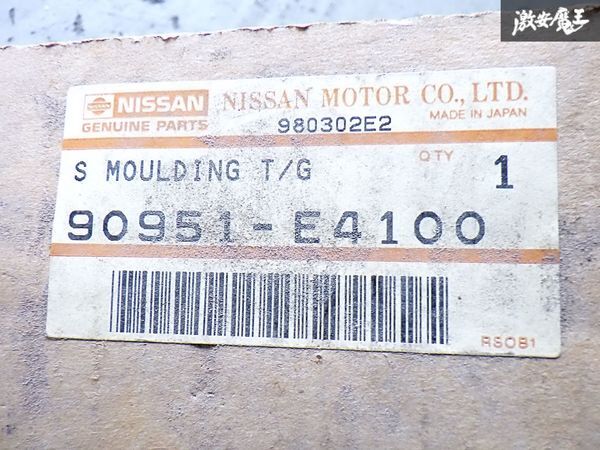 激安魔王
NISSAN NISSAN MOTOR CO., LTD.
GENUINE PARTS 980302E2 MADE IN JAPAN
S MOULDING T/G QTY 1
90951-E4100
RSOB1